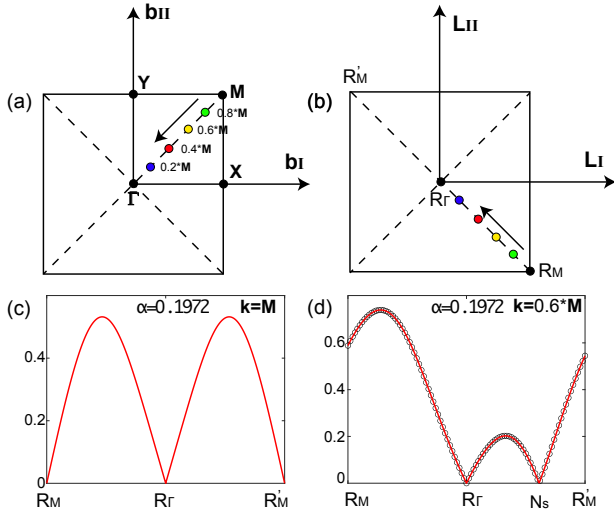 (a)
bII
Y
M
0.8*M
0.6*M
0.4*M
0.2*M
X
bI
Γ
(b)
LII
R'M
LI
RΓ
RM
(c)
α=0.1972
k=M
0.4
0.2
0
RM
RΓ
R'M
(d)
α=0.1972
k=0.6*M
0.6
0.4
0.2
0
RM
RΓ
Ns
R'M